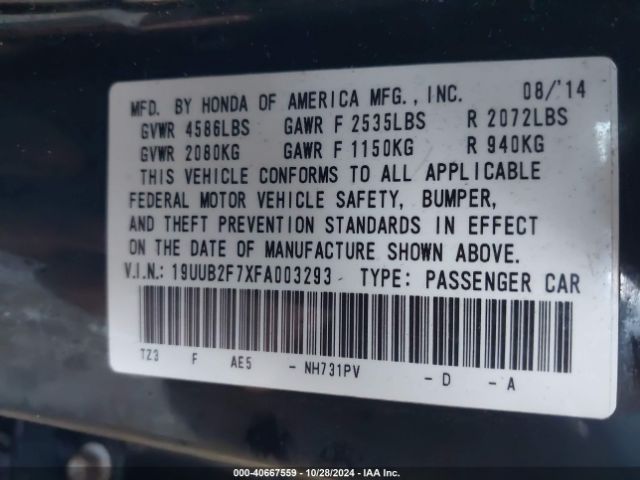 MFD. BY HONDA OF AMERICA MFG., INC. 08/'14
GVWR 4586LBS GAWR F 2535LBS R 2072LBS
GVWR 2080KG GAWR F 1150KG R 940KG
THIS VEHICLE CONFORMS TO ALL APPLICABLE
FEDERAL MOTOR VEHICLE SAFETY, BUMPER,
AND THEFT PREVENTION STANDARDS IN EFFECT
ON THE DATE OF MANUFACTURE SHOWN ABOVE.
V.I.N.: 19UUB2F7XFA003293 TYPE: PASSENGER CAR
TZ3 F AE5 - NH731PV - D - A
000-40667559 - 10/28/2024 - IAA